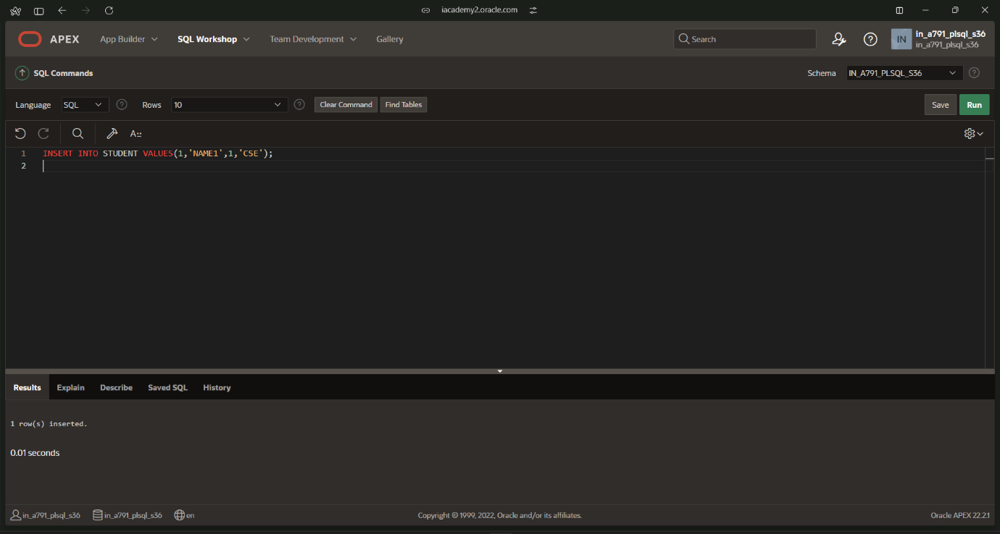 iacademy2.oracle.com
APEX App Builder SQL Workshop Team Development Gallery Search IN in_a791_plsql_s36
in_a791_plsql_s36
SQL Commands Schema IN_A791_PLSQL_S36
Language SQL Rows 10 Clear Command Find Tables Save Run
A::
1 INSERT INTO STUDENT VALUES(1,'NAME1',1,'CSE');
2
Results Explain Describe Saved SQL History
1 row(s) inserted.
0.01 seconds
in_a791_plsql_s36 in_a791_plsql_s36 en Copyright © 1999, 2022, Oracle and/or its affiliates. Oracle APEX 22.2.1